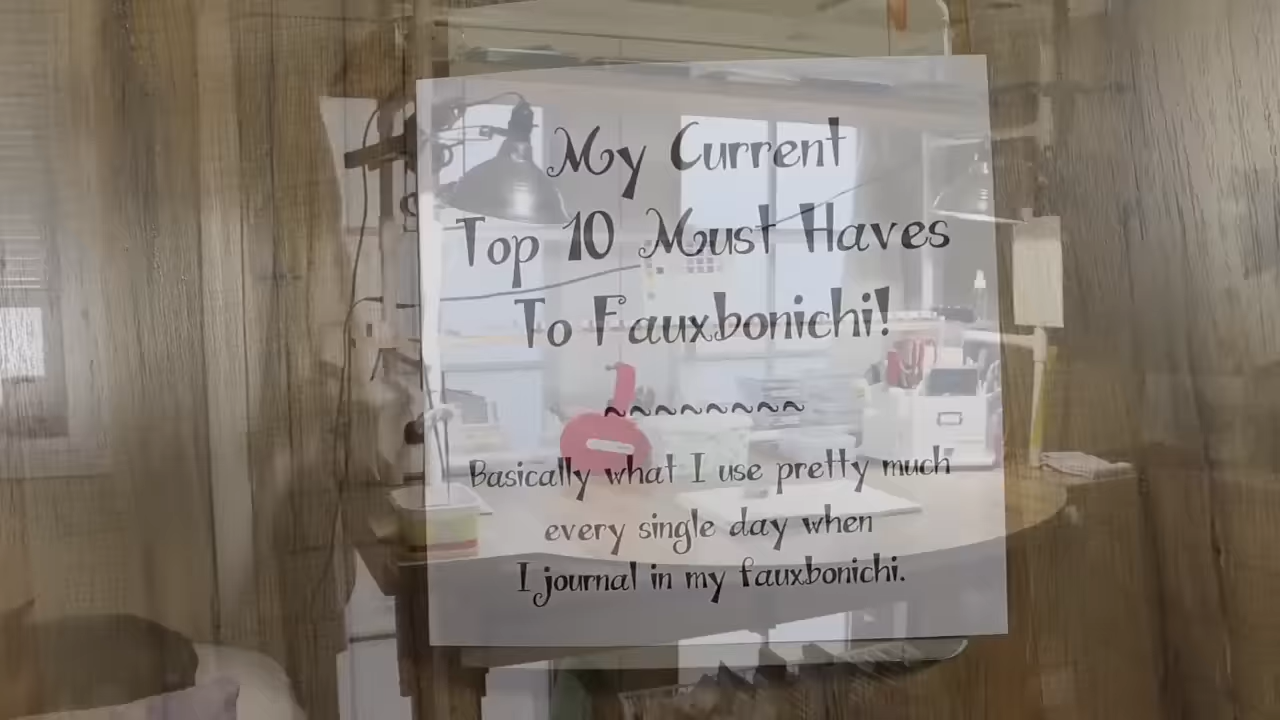 My Current
Top 10 Must Haves
To Fauxbonichi!
~~~~~~~~
Basically what I use pretty much
every single day when
I journal in my fauxbonichi.